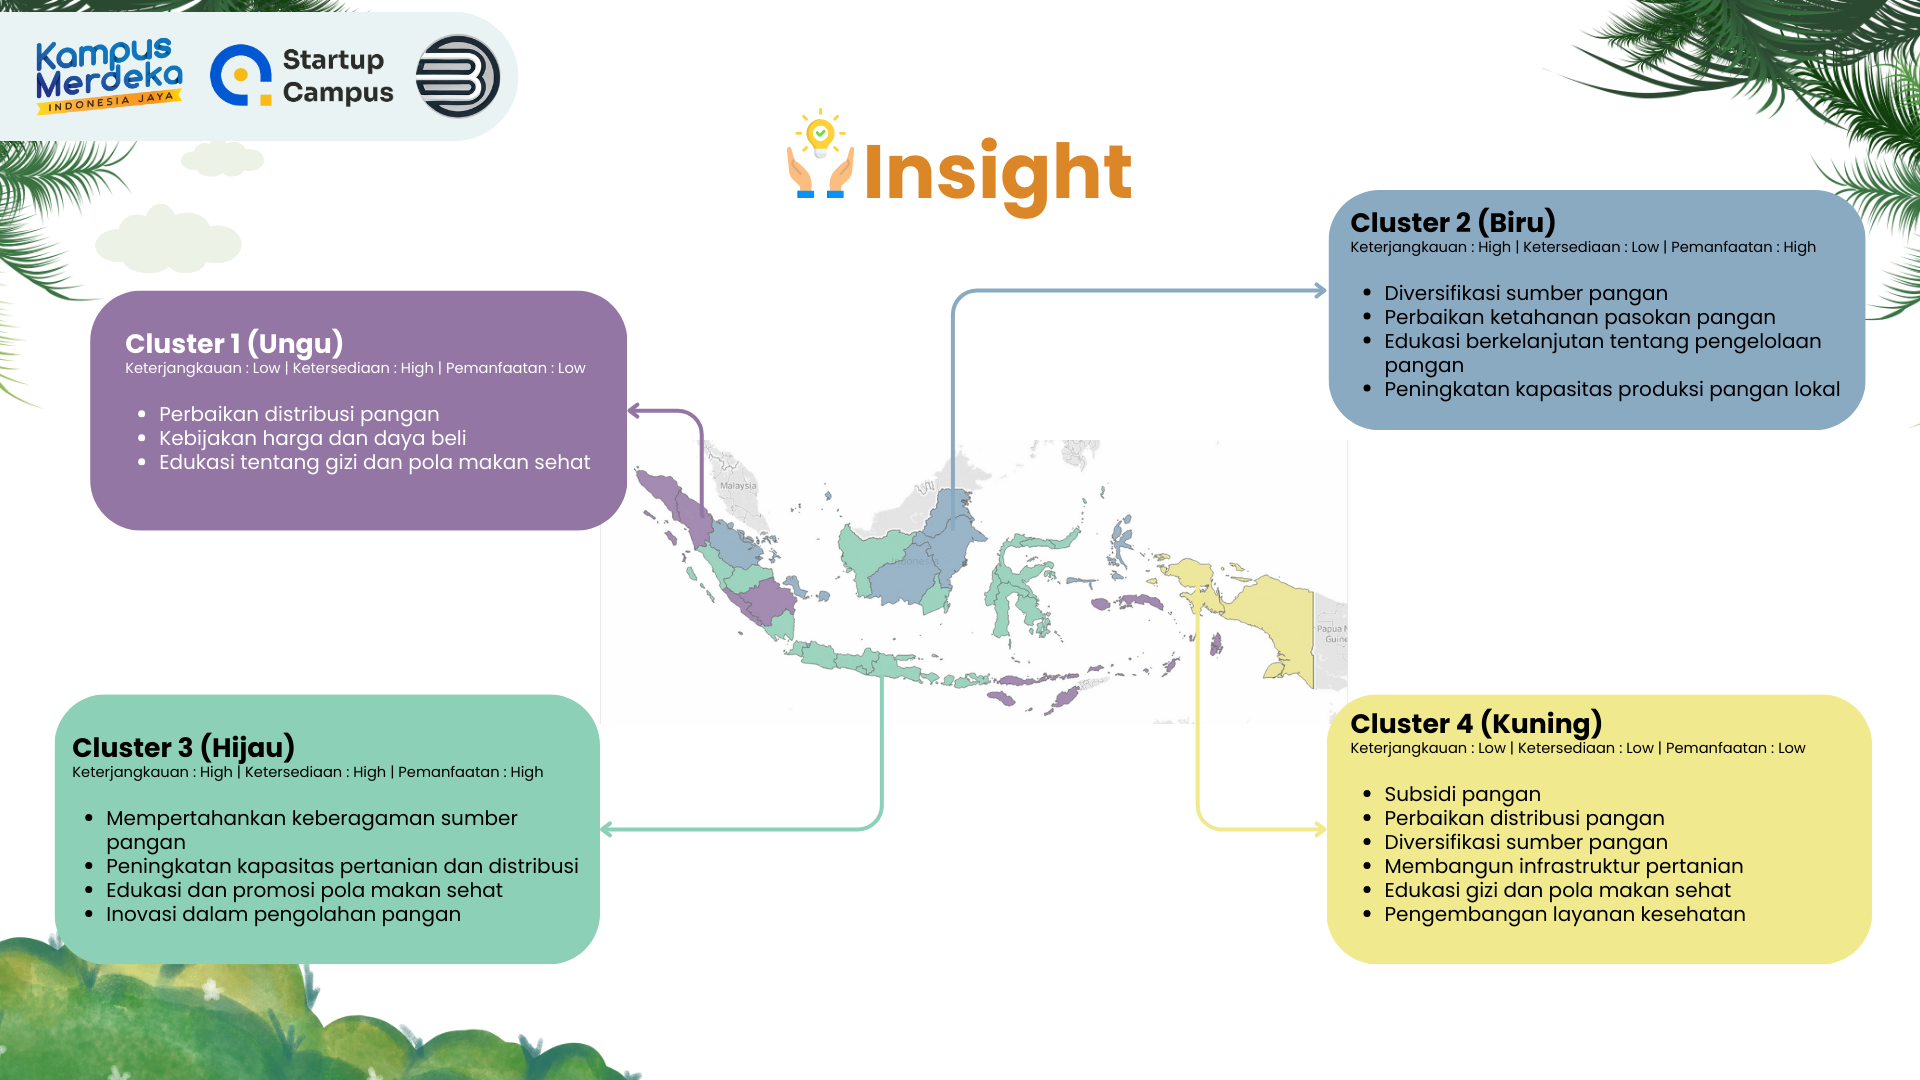 Kampus
Merdeka
INDONESIA JAYA
Startup
Campus
Insight
Cluster 1 (Ungu)
Keterjangkauan : Low | Ketersediaan : High | Pemanfaatan : Low
• Perbaikan distribusi pangan
• Kebijakan harga dan daya beli
• Edukasi tentang gizi dan pola makan sehat
Cluster 2 (Biru)
Keterjangkauan : High | Ketersediaan : Low | Pemanfaatan : High
• Diversifikasi sumber pangan
• Perbaikan ketahanan pasokan pangan
• Edukasi berkelanjutan tentang pengelolaan
pangan
• Peningkatan kapasitas produksi pangan lokal
Malaysia
Indonesia
Papua N
Guine
Cluster 3 (Hijau)
Keterjangkauan : High | Ketersediaan : High | Pemanfaatan : High
• Mempertahankan keberagaman sumber
pangan
• Peningkatan kapasitas pertanian dan distribusi
• Edukasi dan promosi pola makan sehat
• Inovasi dalam pengolahan pangan
Cluster 4 (Kuning)
Keterjangkauan : Low | Ketersediaan : Low | Pemanfaatan : Low
• Subsidi pangan
• Perbaikan distribusi pangan
• Diversifikasi sumber pangan
• Membangun infrastruktur pertanian
• Edukasi gizi dan pola makan sehat
• Pengembangan layanan kesehatan